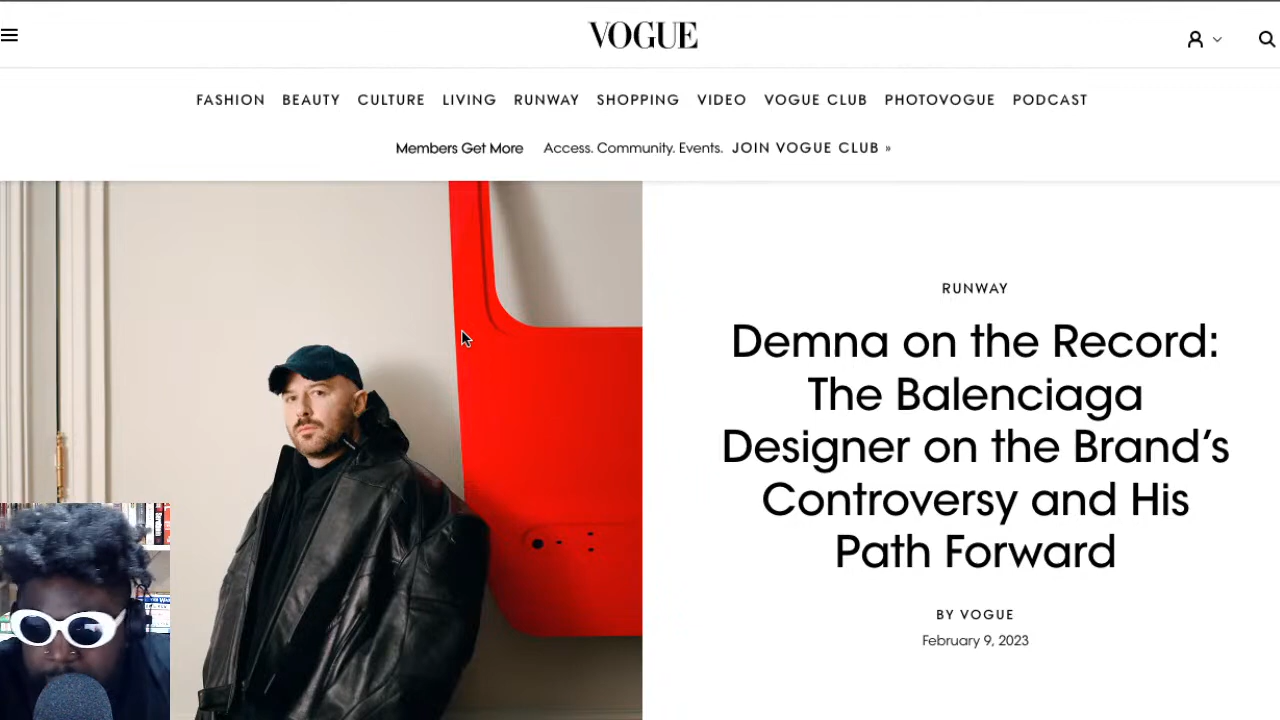 VOGUE
FASHION BEAUTY CULTURE LIVING RUNWAY SHOPPING VIDEO VOGUE CLUB PHOTOVOGUE PODCAST
Members Get More Access. Community. Events. JOIN VOGUE CLUB »
RUNWAY
Demna on the Record:
The Balenciaga
Designer on the Brand’s
Controversy and His
Path Forward
BY VOGUE
February 9, 2023